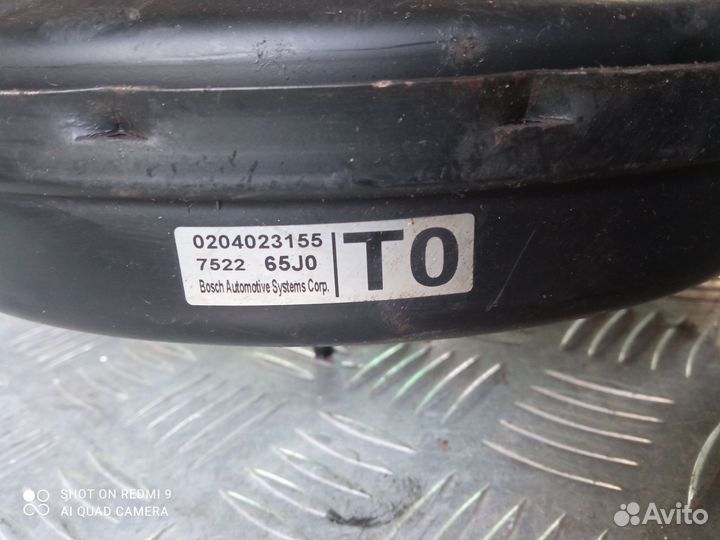 0204023155
7522 65J0
Bosch Automotive Systems Corp.
T0
SHOT ON REDMI 9
AI QUAD CAMERA
Avito